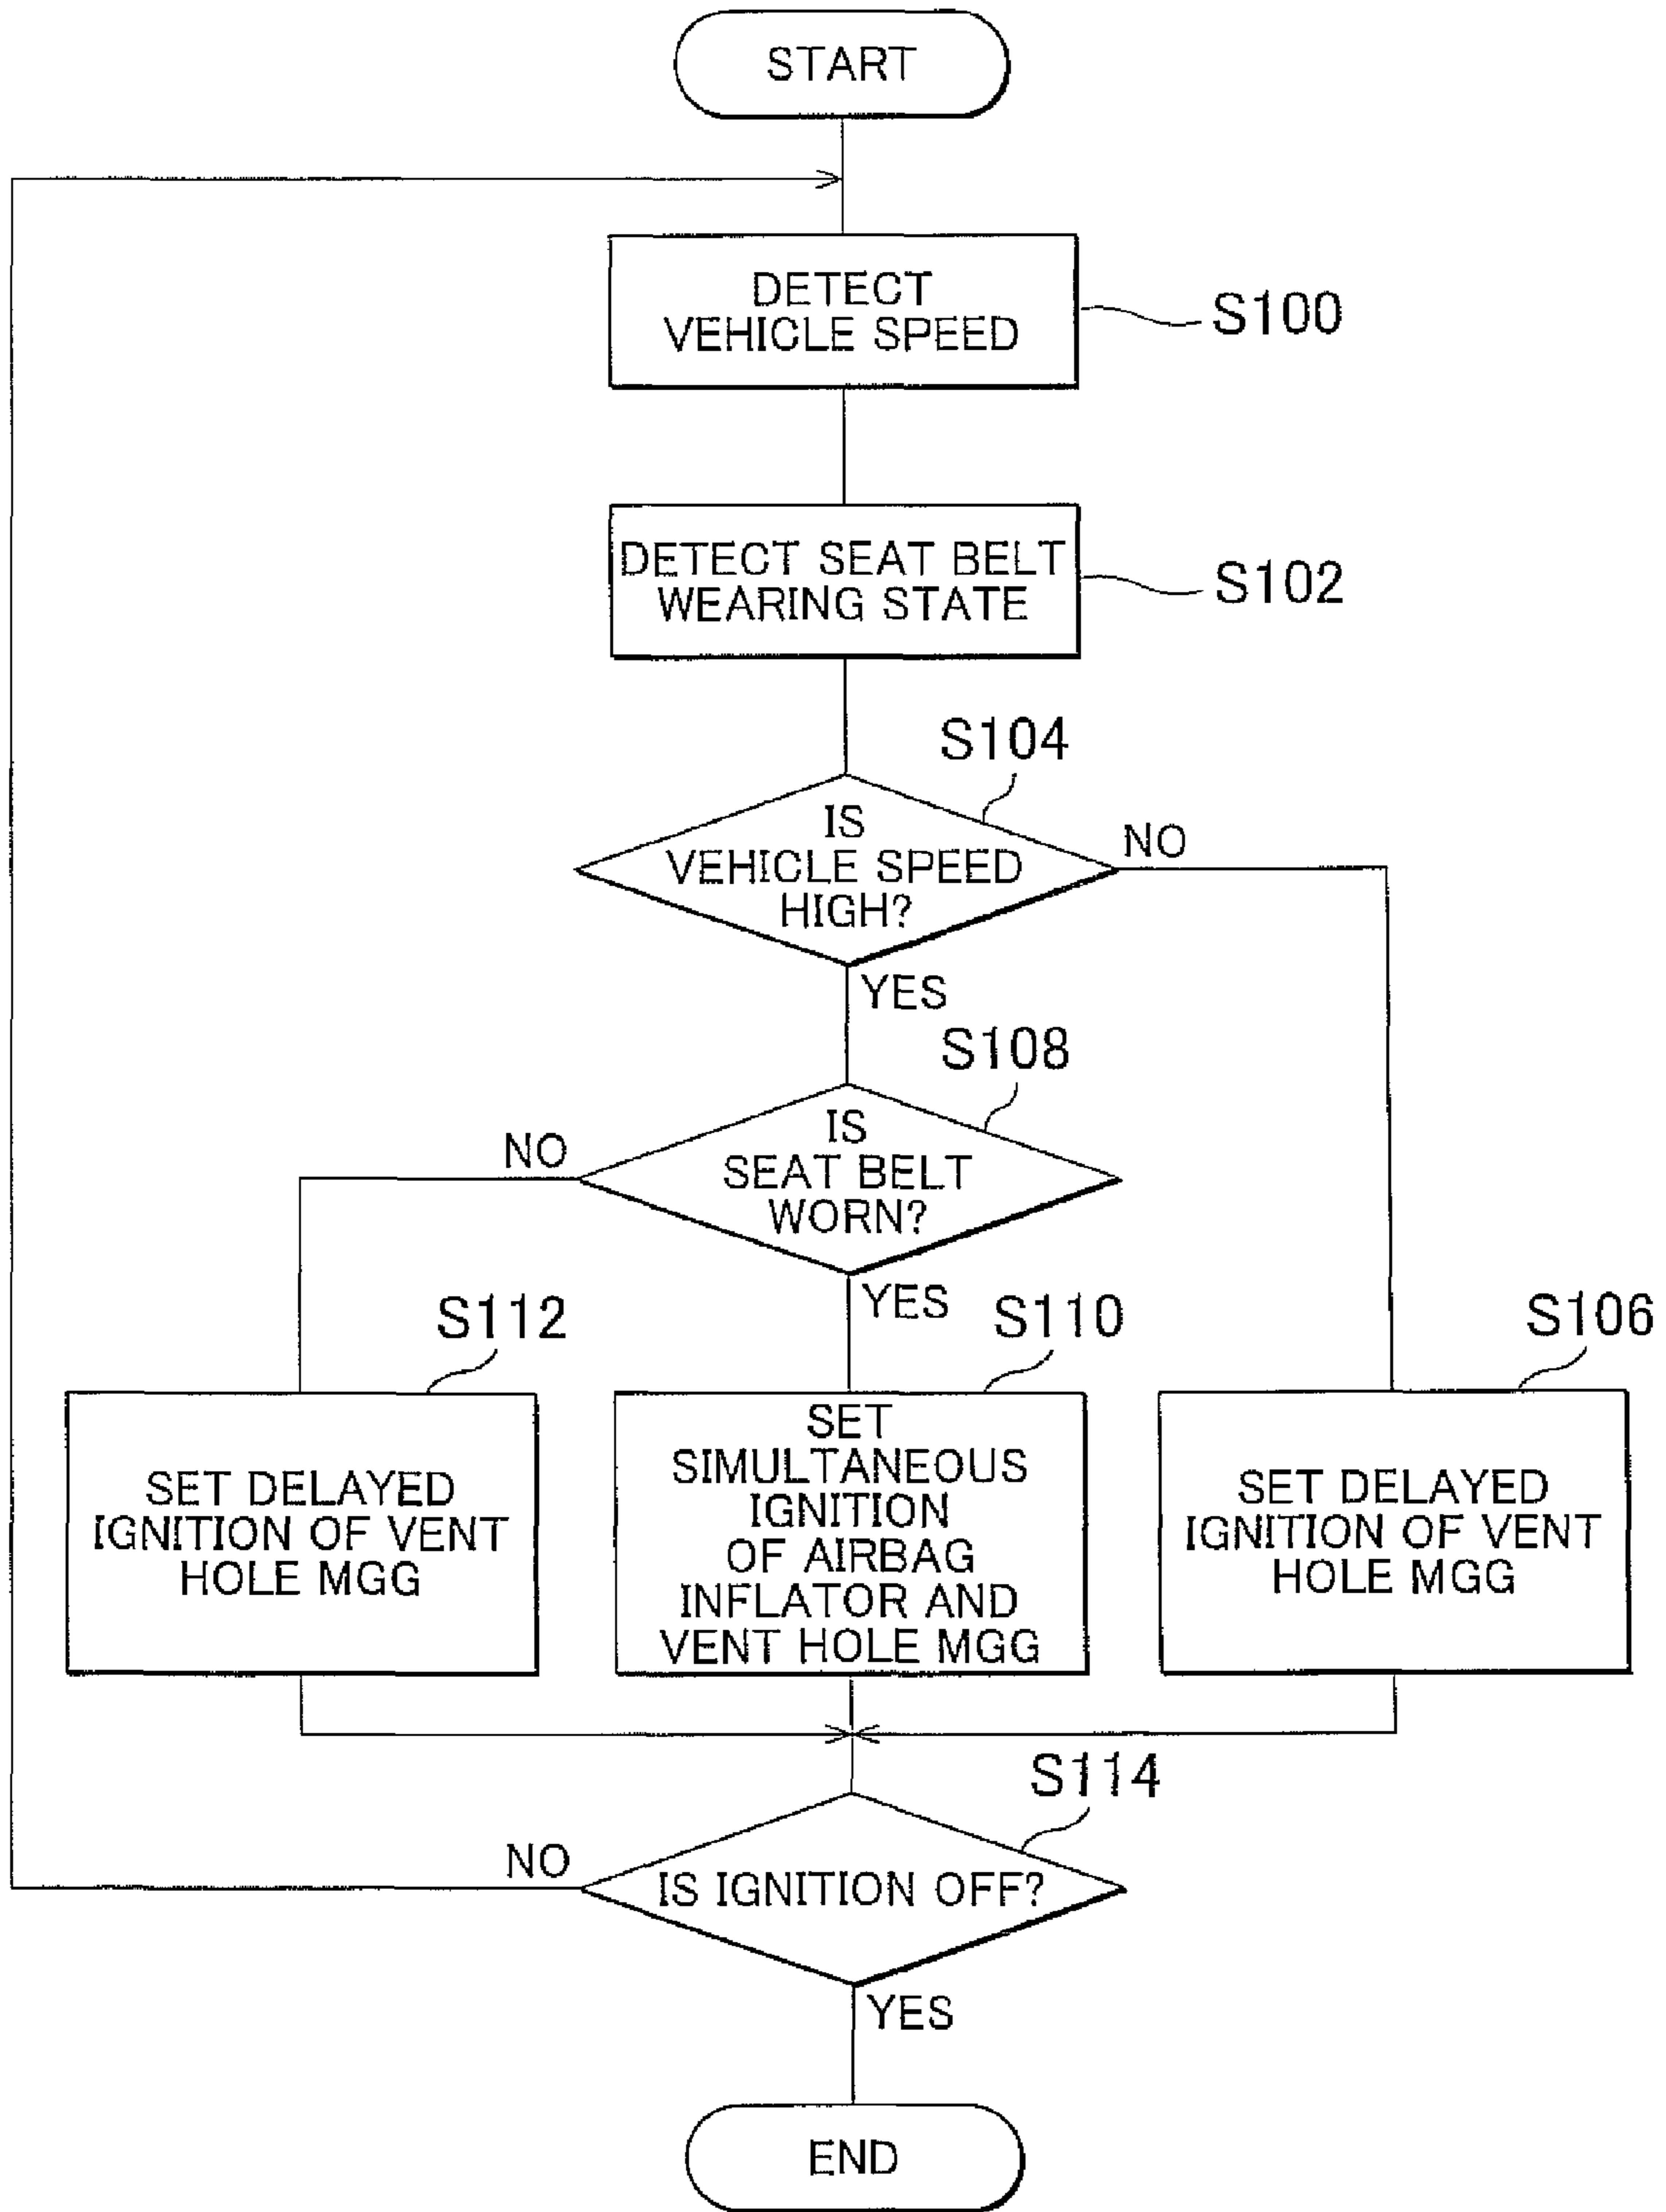 START
DETECT
VEHICLE SPEED
S100
DETECT SEAT BELT
WEARING STATE
S102
S104
IS
VEHICLE SPEED
HIGH?
NO
YES
S108
IS
SEAT BELT
WORN?
NO
YES
S112
SET DELAYED
IGNITION OF VENT
HOLE MGG
S110
SET
SIMULTANEOUS
IGNITION
OF AIRBAG
INFLATOR AND
VENT HOLE MGG
S106
SET DELAYED
IGNITION OF VENT
HOLE MGG
S114
NO
IS IGNITION OFF?
YES
END